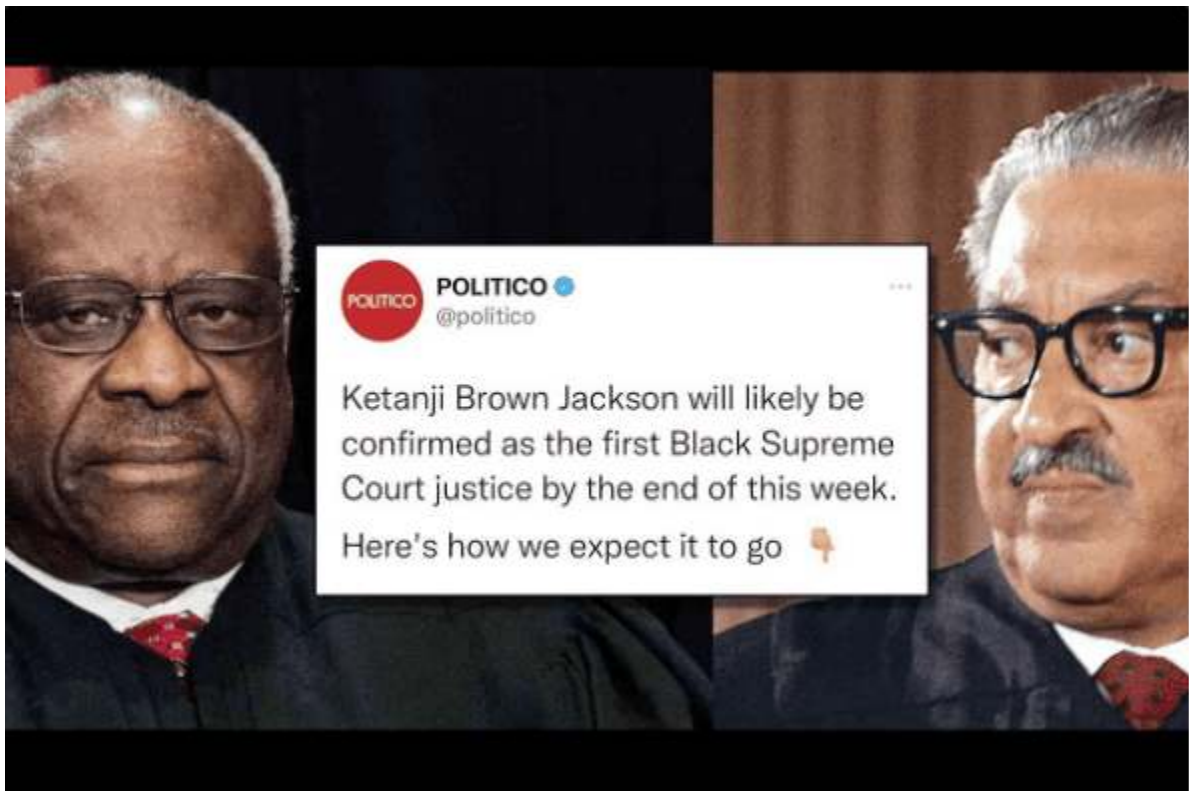 POLITICO
POLITICO
@politico
Ketanji Brown Jackson will likely be
confirmed as the first Black Supreme
Court justice by the end of this week.
Here's how we expect it to go 👇🏼